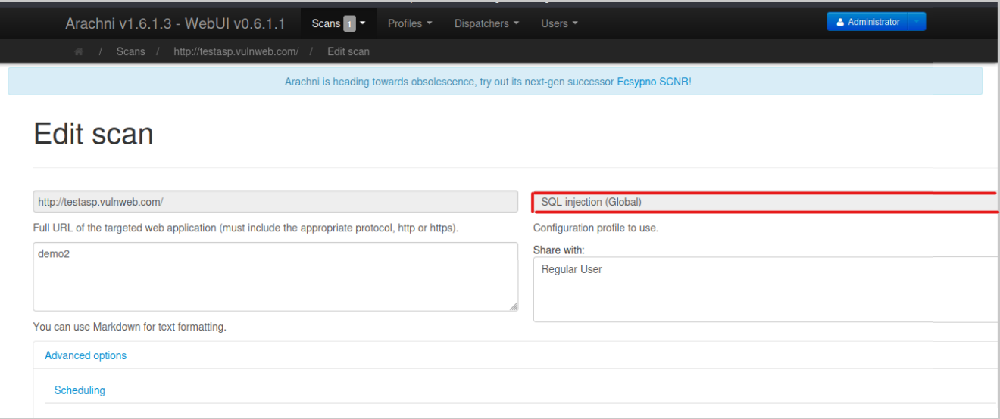 Arachni v1.6.1.3 - WebUI v0.6.1.1 Scans 1 Profiles Dispatchers Users Administrator
/ Scans / http://testasp.vulnweb.com/ / Edit scan
Arachni is heading towards obsolescence, try out its next-gen successor Ecsypno SCNR!
Edit scan
http://testasp.vulnweb.com/
SQL injection (Global)
Full URL of the targeted web application (must include the appropriate protocol, http or https).
Configuration profile to use.
demo2
Share with:
Regular User
You can use Markdown for text formatting.
Advanced options
Scheduling